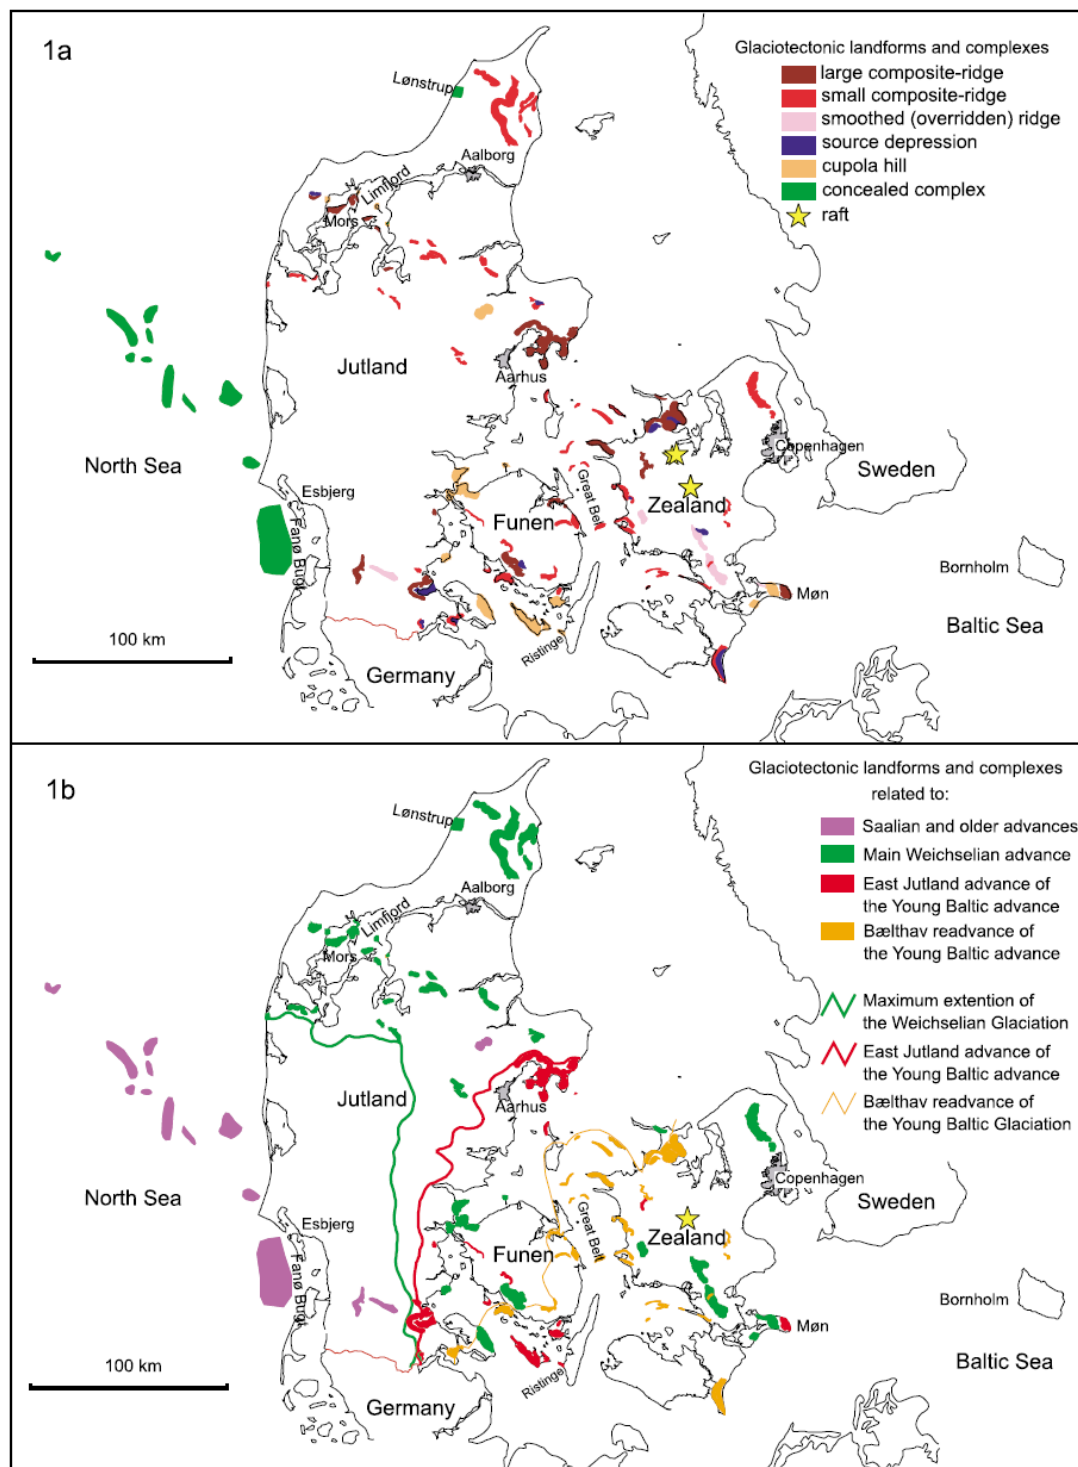 1a
Glaciotectonic landforms and complexes
large composite-ridge
small composite-ridge
smoothed (overridden) ridge
source depression
cupola hill
concealed complex
raft
Lønstrup
Aalborg
Limfjord
Mors
Jutland
Aarhus
North Sea
Esbjerg
Fanø Bugt
Funen
Great Belt
Zealand
Copenhagen
Sweden
Bornholm
Møn
Baltic Sea
Ristinge
Germany
100 km
1b
Glaciotectonic landforms and complexes
related to:
Saalian and older advances
Main Weichselian advance
East Jutland advance of
the Young Baltic advance
Bælthav readvance of
the Young Baltic advance
Maximum extention of
the Weichselian Glaciation
East Jutland advance of
the Young Baltic advance
Bælthav readvance of
the Young Baltic Glaciation
Lønstrup
Aalborg
Limfjord
Mors
Jutland
Aarhus
North Sea
Esbjerg
Fanø Bugt
Funen
Great Belt
Zealand
Copenhagen
Sweden
Bornholm
Møn
Baltic Sea
Ristinge
Germany
100 km